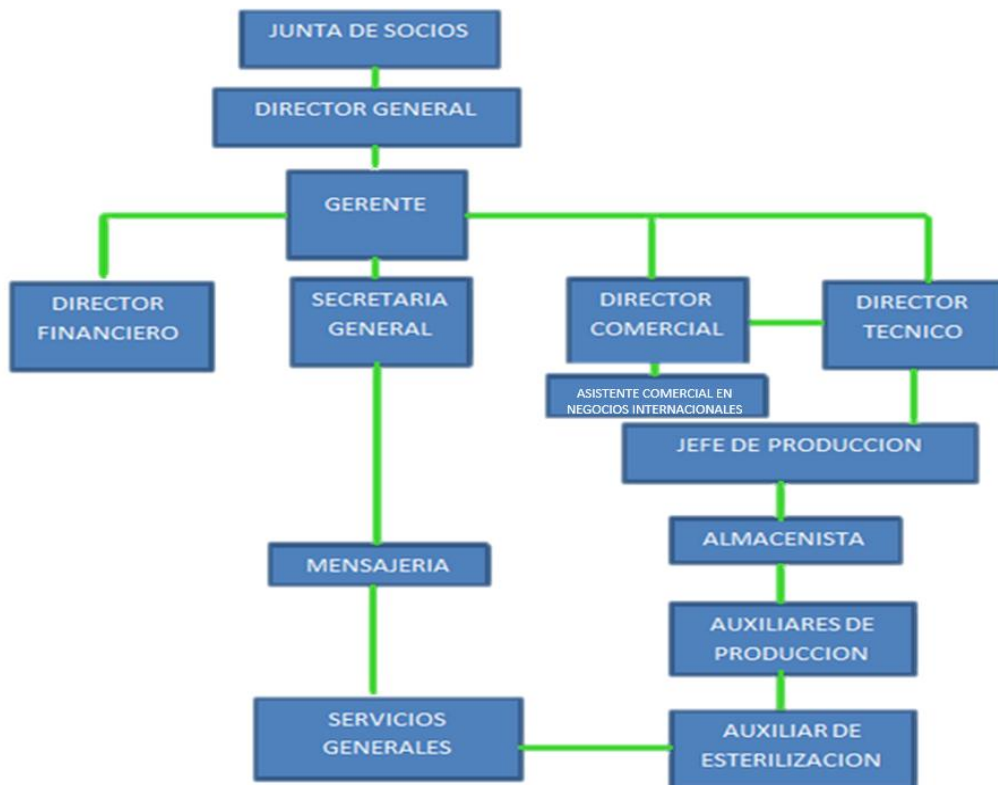 JUNTA DE SOCIOS
DIRECTOR GENERAL
GERENTE
DIRECTOR
FINANCIERO
SECRETARIA
GENERAL
DIRECTOR
COMERCIAL
DIRECTOR
TECNICO
ASISTENTE COMERCIAL EN
NEGOCIOS INTERNACIONALES
JEFE DE PRODUCCION
ALMACENISTA
MENSAJERIA
AUXILIARES DE
PRODUCCION
SERVICIOS
GENERALES
AUXILIAR DE
ESTERILIZACION